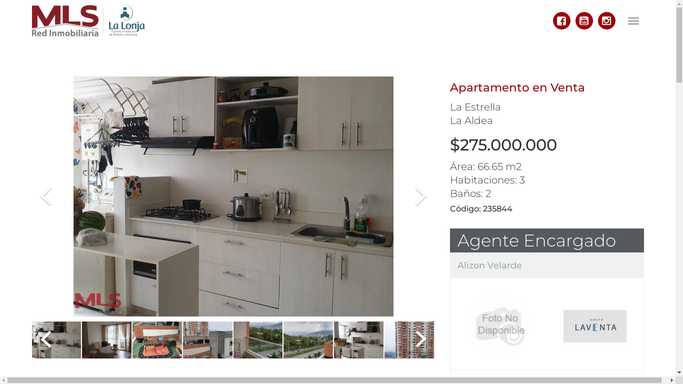 MLS
Red Inmobiliaria
La Lonja
Apartamento en Venta
La Estrella
La Aldea
$275.000.000
Área: 66.65 m2
Habitaciones: 3
Baños: 2
Código: 235844
Agente Encargado
Alizon Velarde
Foto No
Disponible
LAVENTA
MLS